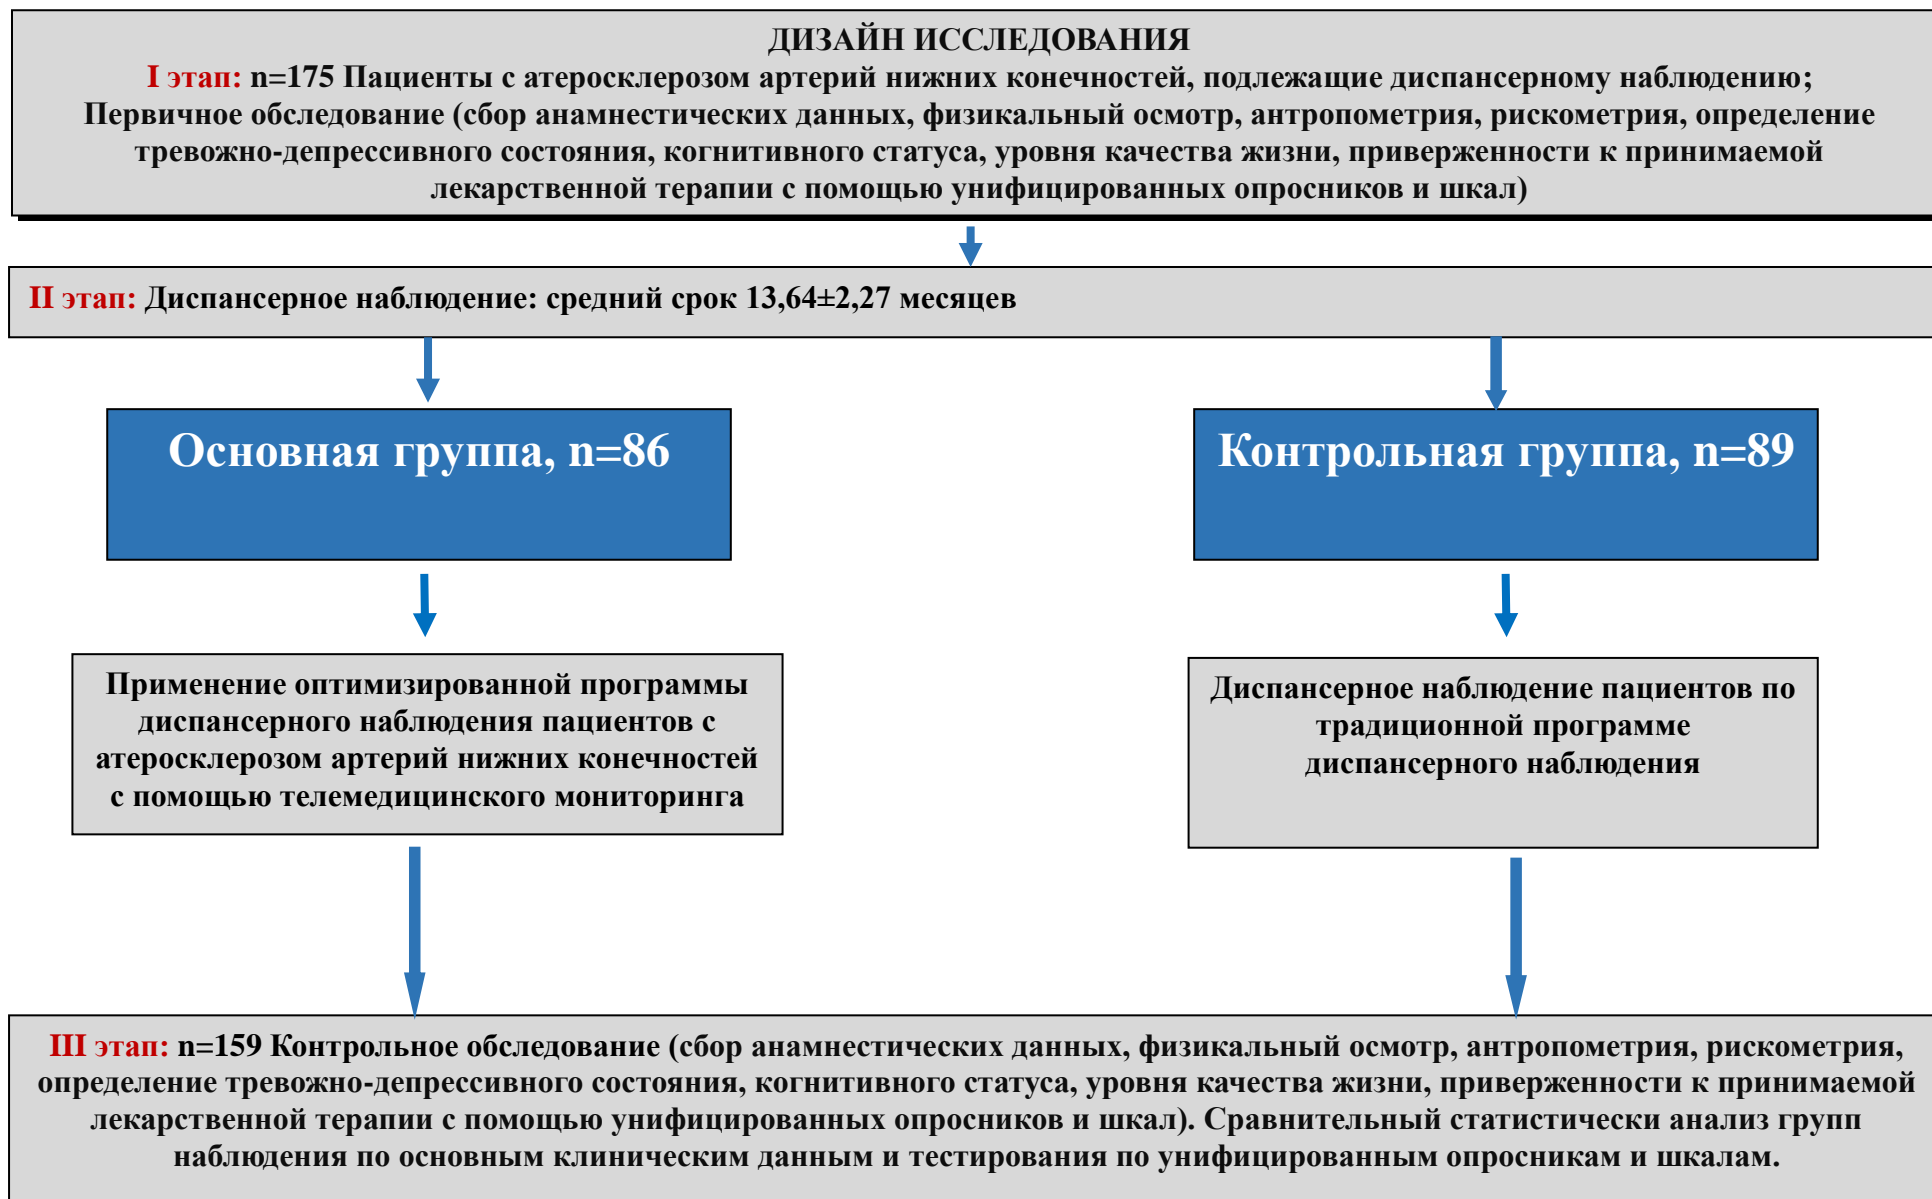 ДИЗАЙН ИССЛЕДОВАНИЯ
I этап: n=175 Пациенты с атеросклерозом артерий нижних конечностей, подлежащие диспансерному наблюдению;
Первичное обследование (сбор анамнестических данных, физикальный осмотр, антропометрия, рискометрия, определение
тревожно-депрессивного состояния, когнитивного статуса, уровня качества жизни, приверженности к принимаемой
лекарственной терапии с помощью унифицированных опросников и шкал)
II этап: Диспансерное наблюдение: средний срок 13,64±2,27 месяцев
Основная группа, n=86
Контрольная группа, n=89
Применение оптимизированной программы
диспансерного наблюдения пациентов с
атеросклерозом артерий нижних конечностей
с помощью телемедицинского мониторинга
Диспансерное наблюдение пациентов по
традиционной программе
диспансерного наблюдения
III этап: n=159 Контрольное обследование (сбор анамнестических данных, физикальный осмотр, антропометрия, рискометрия,
определение тревожно-депрессивного состояния, когнитивного статуса, уровня качества жизни, приверженности к принимаемой
лекарственной терапии с помощью унифицированных опросников и шкал). Сравнительный статистически анализ групп
наблюдения по основным клиническим данным и тестирования по унифицированным опросникам и шкалам.